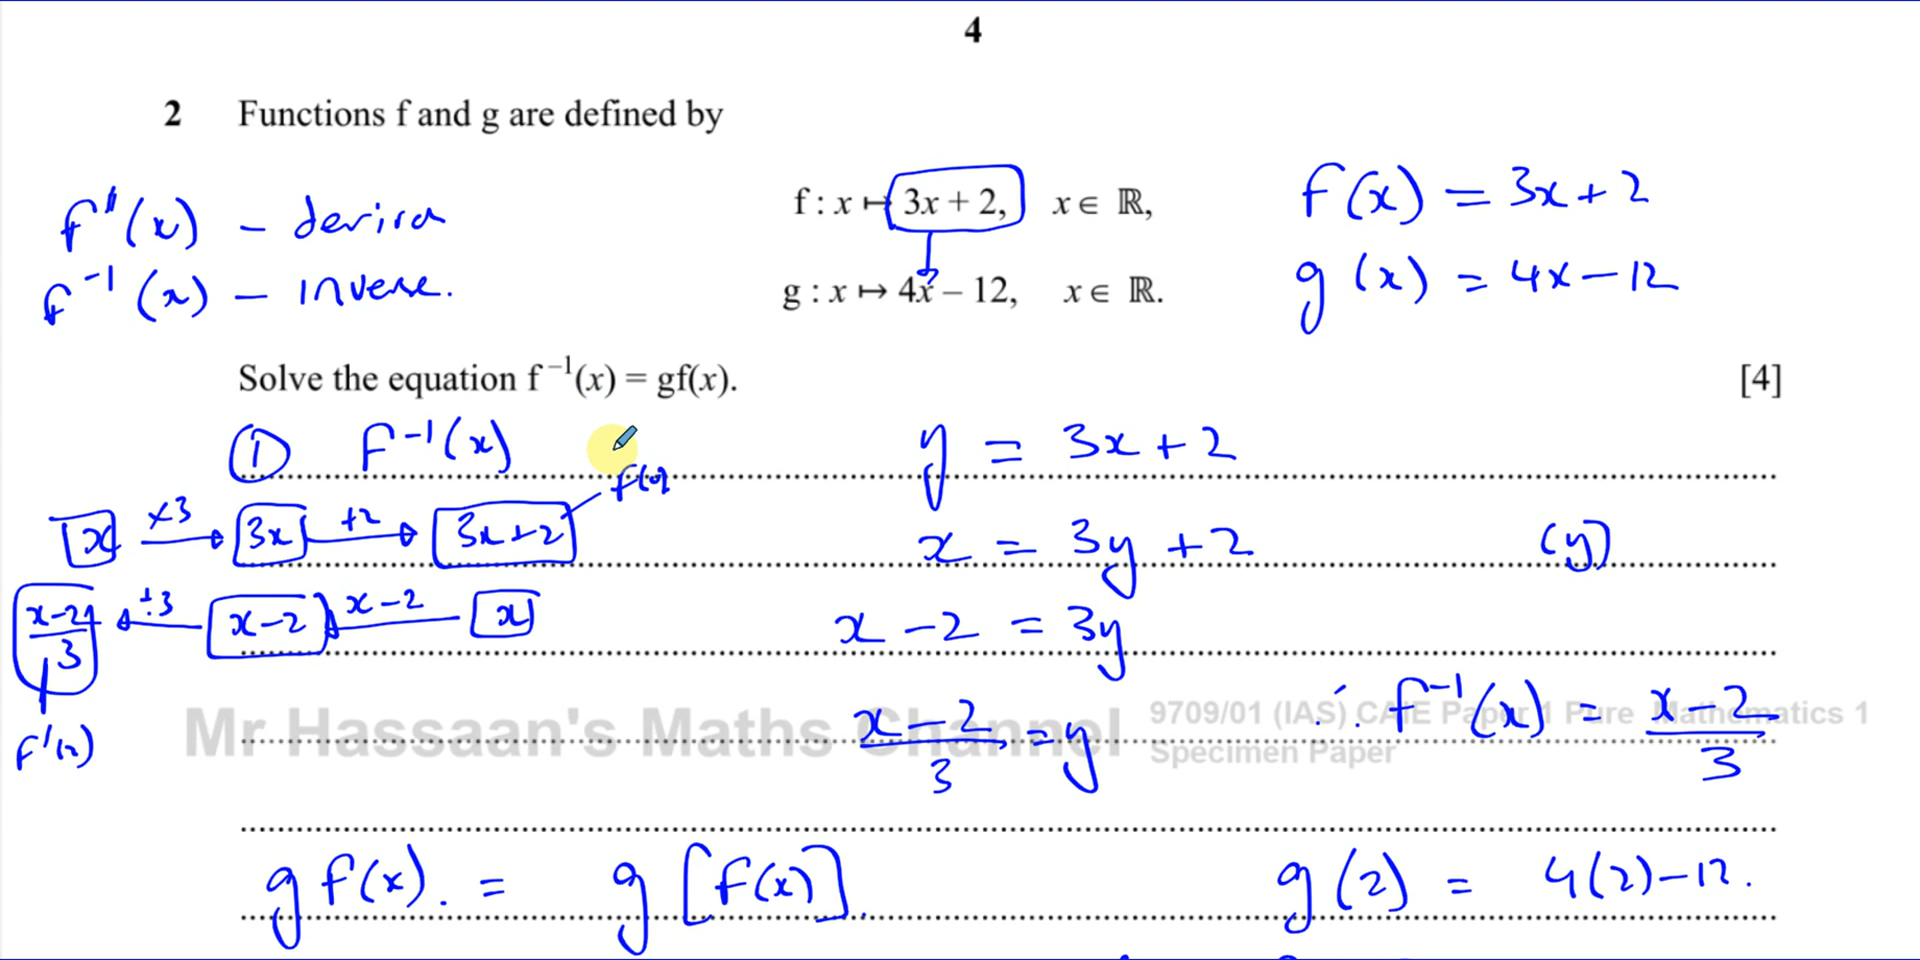 4
2 Functions f and g are defined by
f : x ↦ 3x + 2, x ∈ ℝ,
f(x) = 3x + 2
f'(x) – deriva
g : x ↦ 4x – 12, x ∈ ℝ.
g(x) = 4x – 12
f⁻¹(x) – inverse.
Solve the equation f⁻¹(x) = gf(x). [4]
① f⁻¹(x)
y = 3x + 2
f(x)
x ×3 3x +2 3x+2
x = 3y + 2 (y)
x–2/3 ÷3 x–2 x–2 x
x – 2 = 3y
f⁻¹(x)
x – 2/3 = y
∴ f⁻¹(x) = x – 2/3
Mr Hassaan's Maths Channel
9709/01 (IAS) CAIE Paper 1 Pure Mathematics 1
Specimen Paper
gf(x). = g[f(x)].
g(2) = 4(2) – 12.